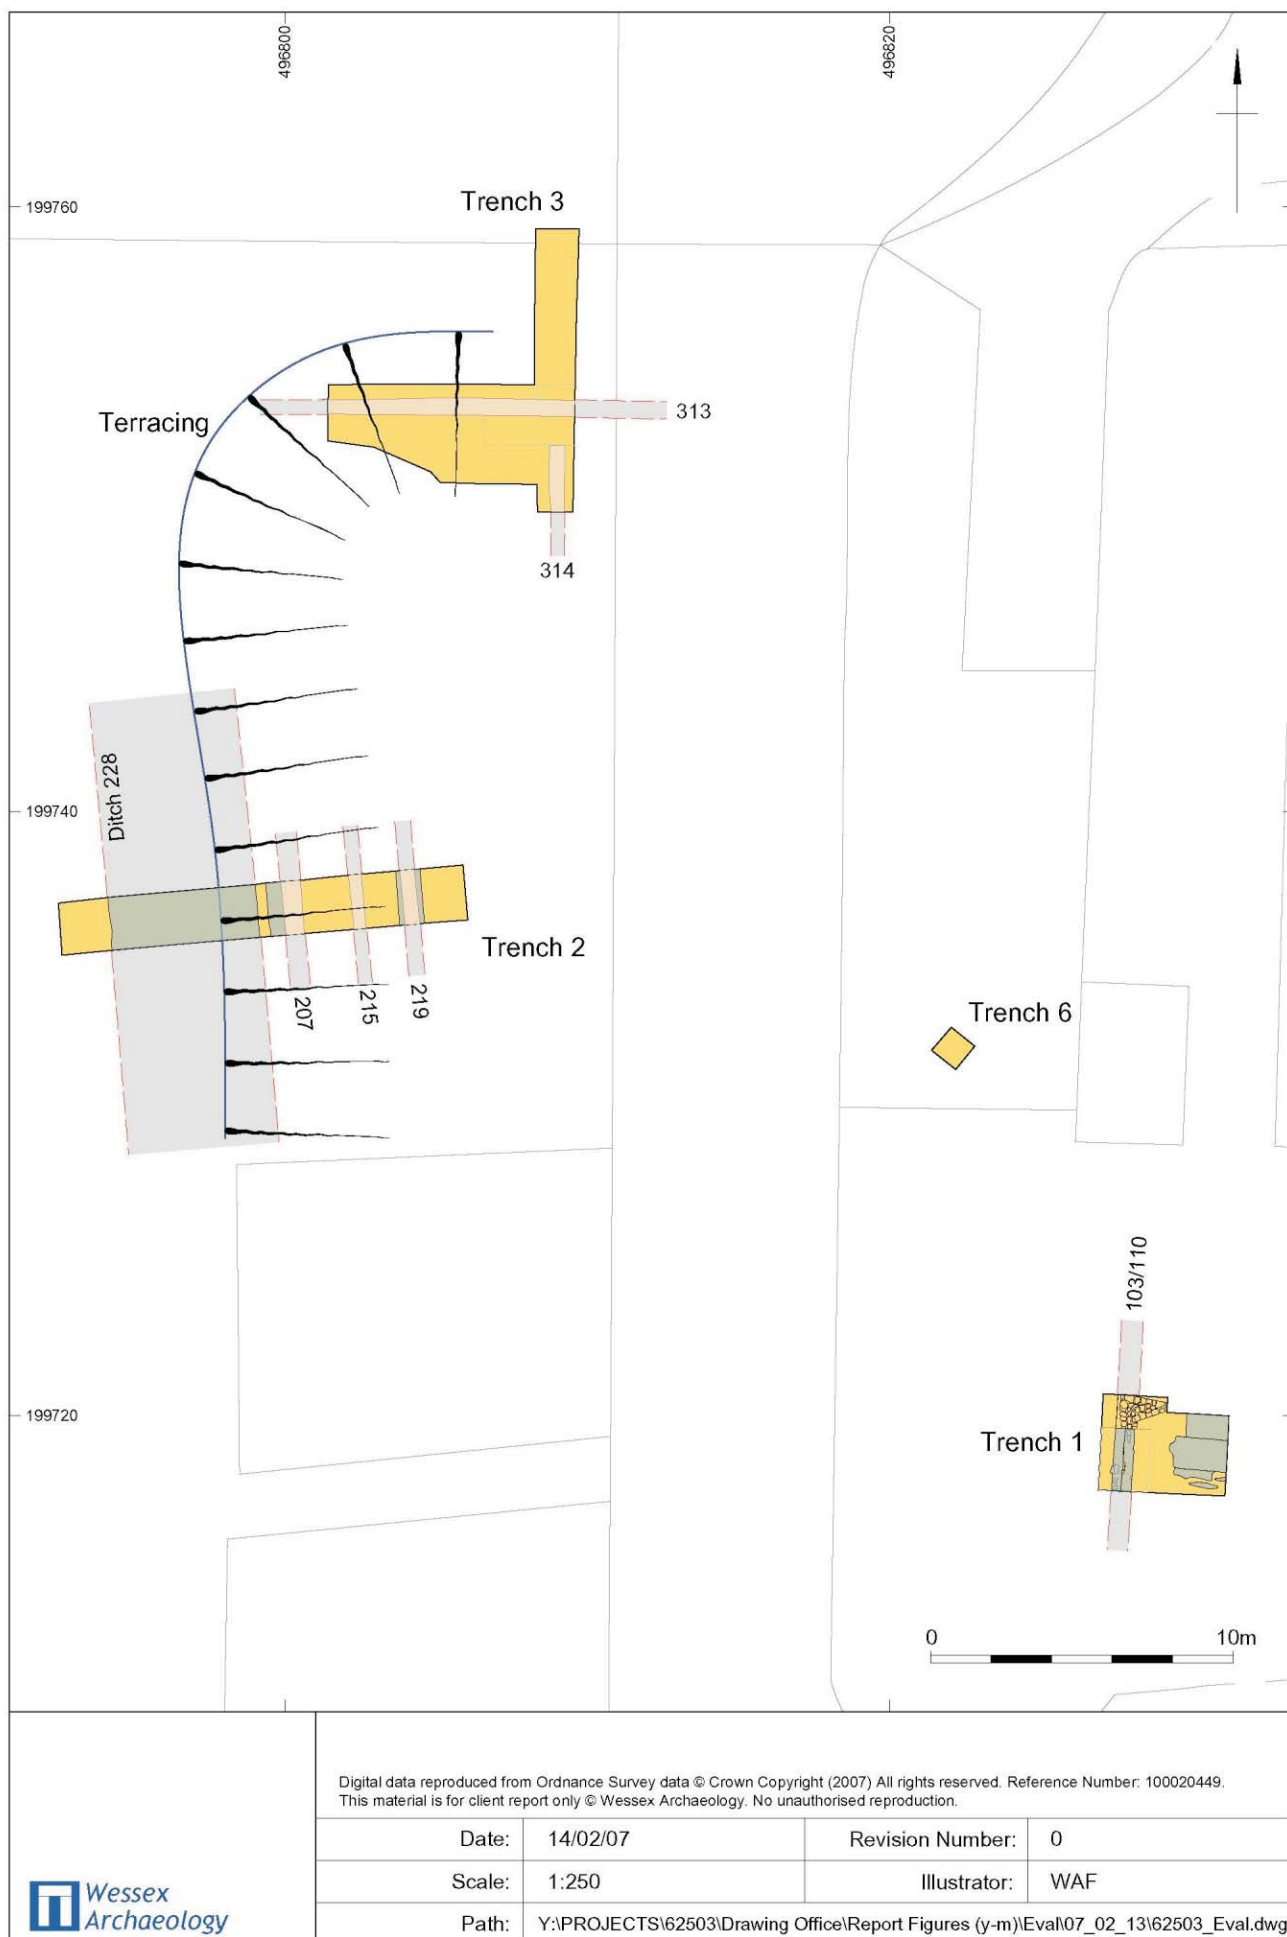 496800
496820
Trench 3
199760
Terracing
313
314
Ditch 228
199740
Trench 2
207
215
219
Trench 6
103/110
199720
Trench 1
0
10m
Digital data reproduced from Ordnance Survey data © Crown Copyright (2007) All rights reserved. Reference Number: 100020449.
This material is for client report only © Wessex Archaeology. No unauthorised reproduction.
Date:
14/02/07
Revision Number:
0
Scale:
1:250
Illustrator:
WAF
Path:
Y:\PROJECTS\62503\Drawing Office\Report Figures (y-m)\Eval\07_02_13\62503_Eval.dwg
Wessex
Archaeology